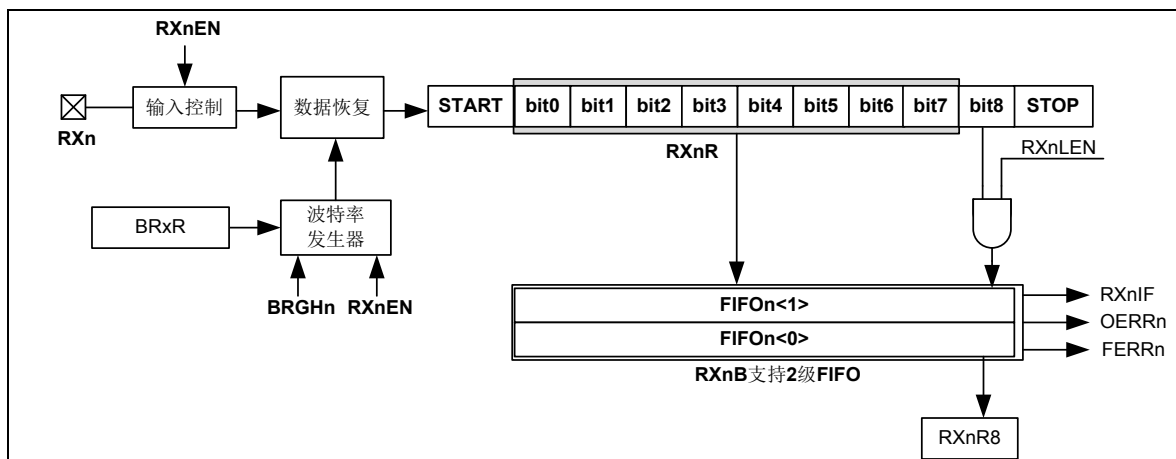 RXnEN
输入控制
数据恢复
START bit0 bit1 bit2 bit3 bit4 bit5 bit6 bit7 bit8 STOP
RXn
RXnR
RXnLEN
BRxR
波特率
发生器
BRGHn RXnEN
FIFOn<1>
FIFOn<0>
RXnIF
OERRn
FERRn
RXnB支持2级FIFO
RXnR8